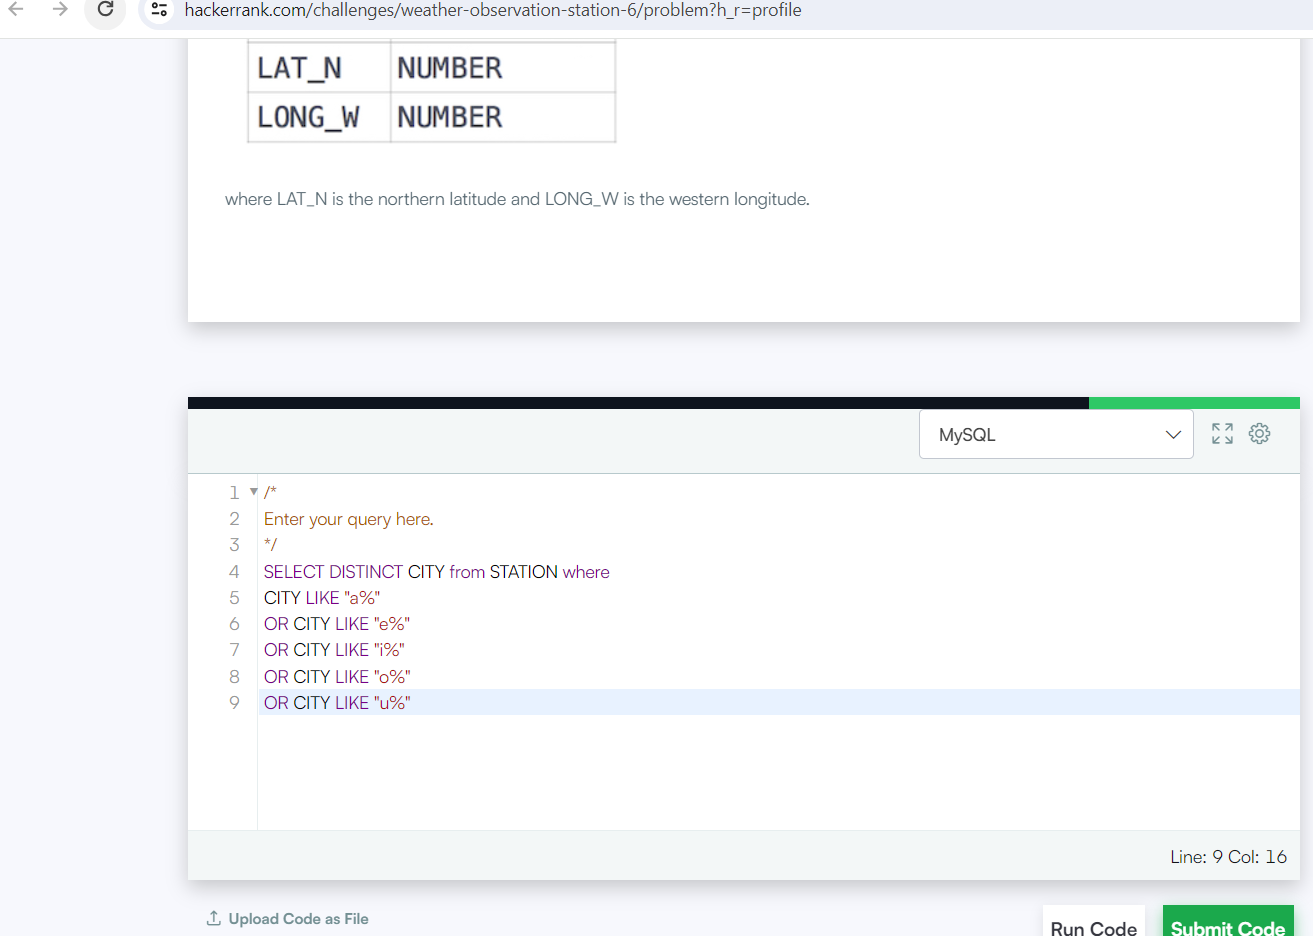 hackerrank.com/challenges/weather-observation-station-6/problem?h_r=profile
LAT_N NUMBER
LONG_W NUMBER
where LAT_N is the northern latitude and LONG_W is the western longitude.
MySQL
1 /*
2 Enter your query here.
3 */
4 SELECT DISTINCT CITY from STATION where
5 CITY LIKE "a%"
6 OR CITY LIKE "e%"
7 OR CITY LIKE "i%"
8 OR CITY LIKE "o%"
9 OR CITY LIKE "u%"
Line: 9 Col: 16
Upload Code as File
Run Code Submit Code